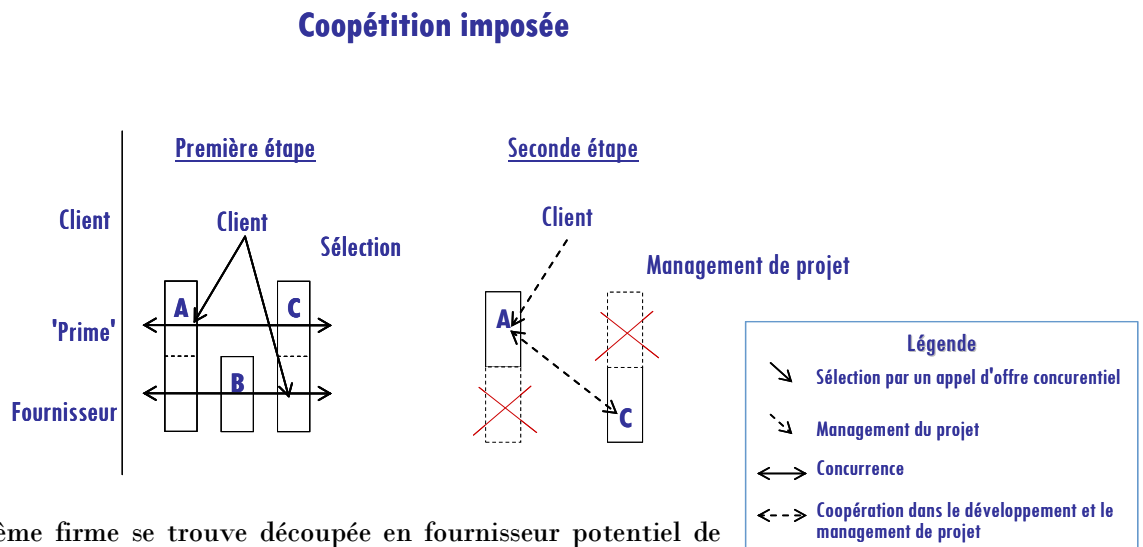 Coopétition imposée
Première étape
Seconde étape
Client
Client
Client
Sélection
Management de projet
A
C
A
'Prime'
B
Fournisseur
C
Légende
Sélection par un appel d'offre concurentiel
Management du projet
Concurrence
Coopération dans le développement et le
management de projet
ême firme se trouve découpée en fournisseur potentiel de